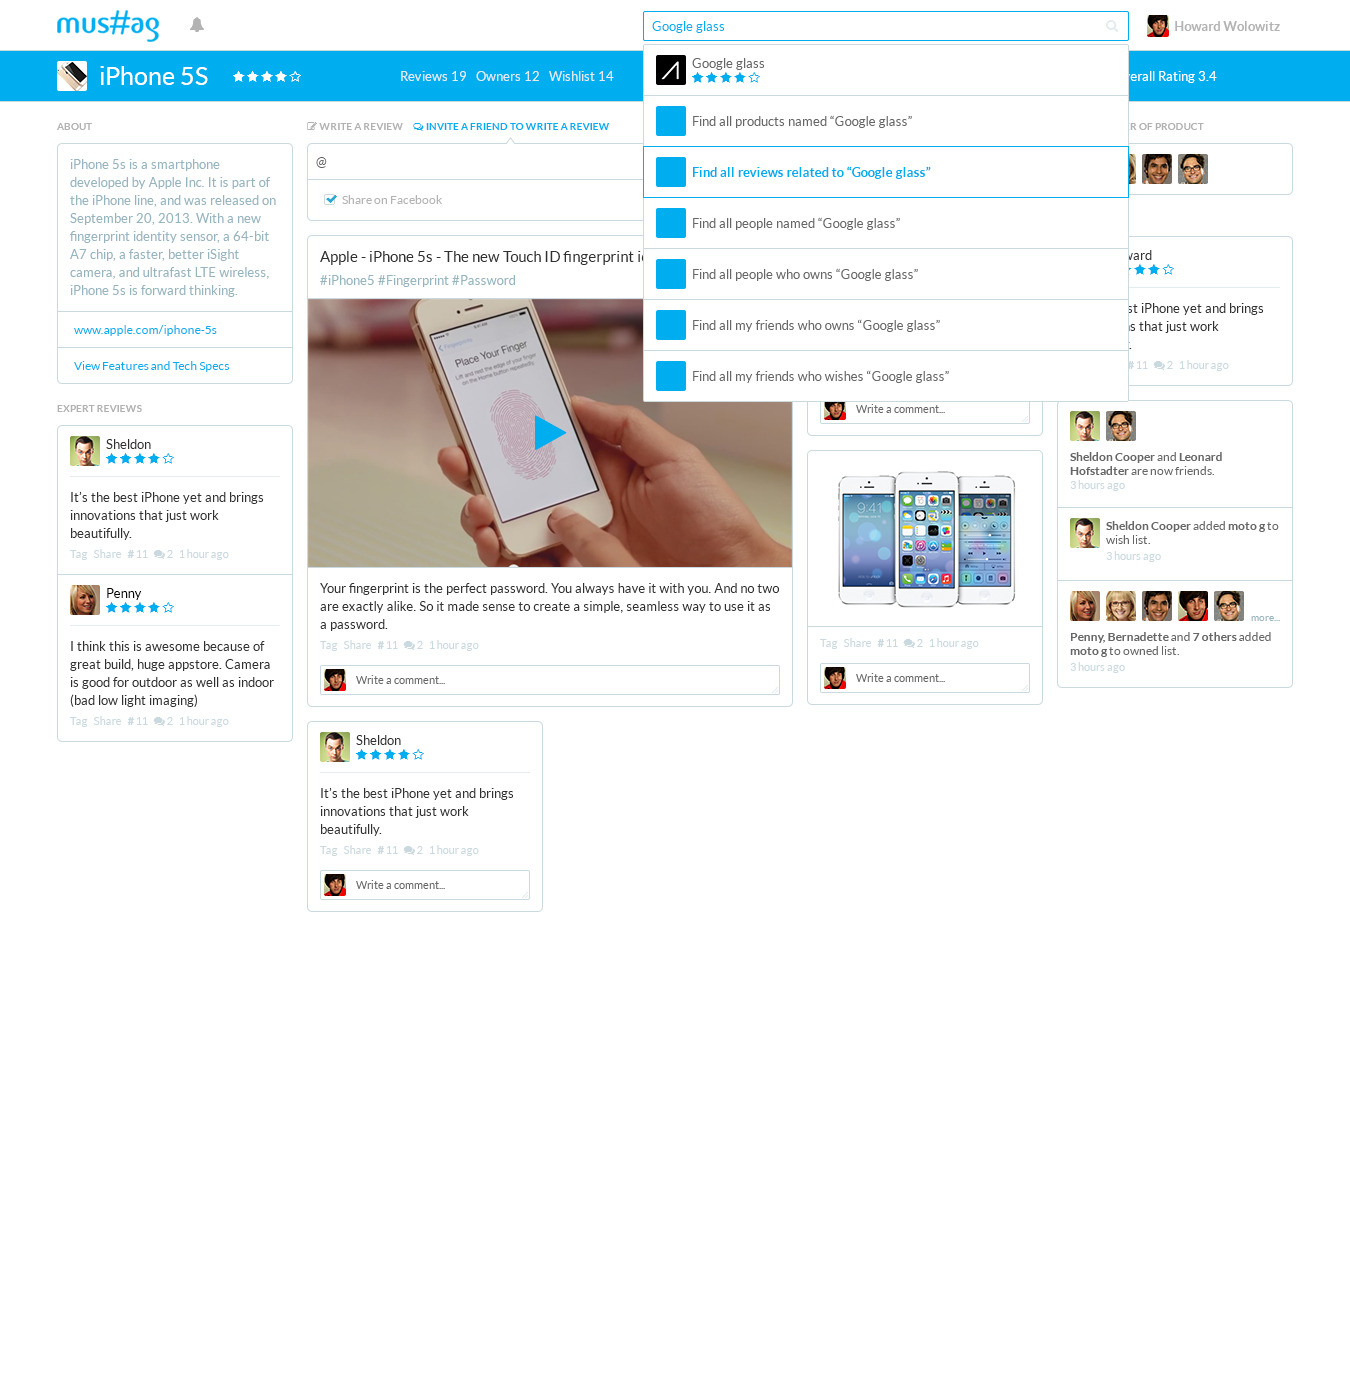 mus#ag
Google glass
Howard Wolowitz
iPhone 5S
Reviews 19 Owners 12 Wishlist 14
Rating 3.4
Google glass
Find all products named “Google glass”
Find all reviews related to “Google glass”
Find all people named “Google glass”
Find all people who owns “Google glass”
Find all my friends who owns “Google glass”
Find all my friends who wishes “Google glass”
ABOUT
iPhone 5s is a smartphone
developed by Apple Inc. It is part of
the iPhone line, and was released on
September 20, 2013. With a new
fingerprint identity sensor, a 64-bit
A7 chip, a faster, better iSight
camera, and ultrafast LTE wireless,
iPhone 5s is forward thinking.
www.apple.com/iphone-5s
View Features and Tech Specs
EXPERT REVIEWS
Sheldon
It’s the best iPhone yet and brings
innovations that just work
beautifully.
Tag Share # 11 2 1 hour ago
Penny
I think this is awesome because of
great build, huge appstore. Camera
is good for outdoor as well as indoor
(bad low light imaging)
Tag Share # 11 2 1 hour ago
WRITE A REVIEW INVITE A FRIEND TO WRITE A REVIEW
@
Share on Facebook
Apple - iPhone 5s - The new Touch ID fingerprint
#iPhone5 #Fingerprint #Password
Place Your Finger
Lift and rest the edge of your finger
on the Home button repeatedly.
Your fingerprint is the perfect password. You always have it with you. And no two
are exactly alike. So it made sense to create a simple, seamless way to use it as
a password.
Tag Share # 11 2 1 hour ago
Write a comment...
Sheldon
It’s the best iPhone yet and brings
innovations that just work
beautifully.
Tag Share # 11 2 1 hour ago
Write a comment...
Write a comment...
9:41
Tag Share # 11 2 1 hour ago
Write a comment...
OF PRODUCT
iPhone yet and brings
that just work
# 11 2 1 hour ago
Sheldon Cooper and Leonard
Hofstadter are now friends.
3 hours ago
Sheldon Cooper added moto g to
wish list.
3 hours ago
more...
Penny, Bernadette and 7 others added
moto g to owned list.
3 hours ago